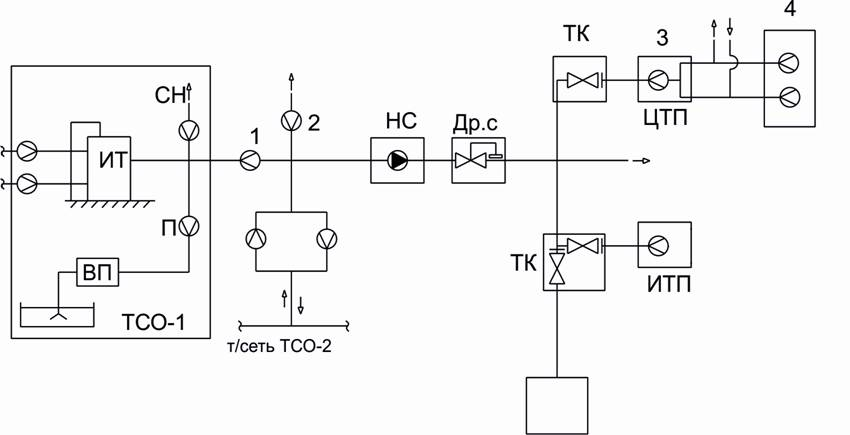 СН
ИТ
П
ВП
ТСО-1
1
2
т/сеть ТСО-2
НС
Др.с
ТК
3
ЦТП
4
ТК
ИТП